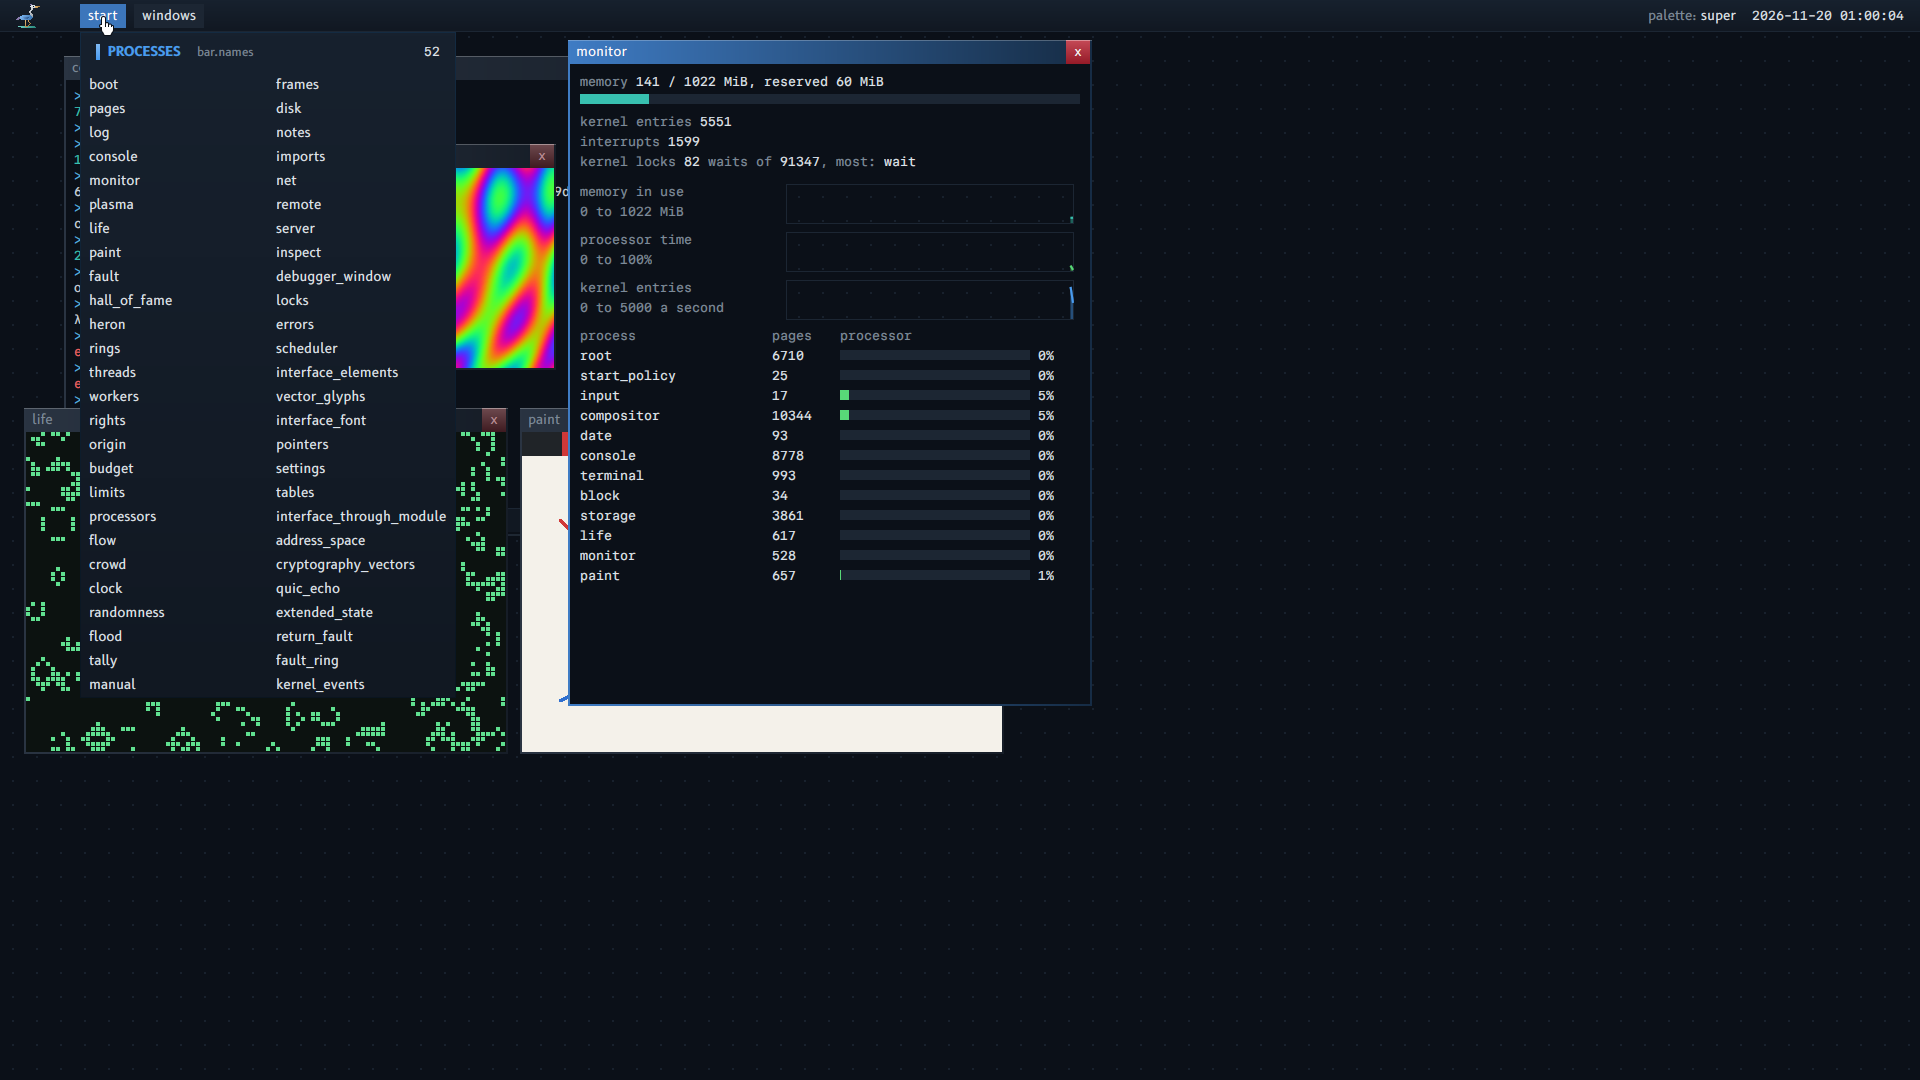 start windows palette: super 2026-11-20 01:00:04
PROCESSES bar.names 52
boot frames
pages disk
log notes
console imports
monitor net
plasma remote
life server
paint inspect
fault debugger_window
hall_of_fame locks
heron errors
rings scheduler
threads interface_elements
workers vector_glyphs
rights interface_font
origin pointers
budget settings
limits tables
processors interface_through_module
flow address_space
crowd cryptography_vectors
clock quic_echo
randomness extended_state
flood return_fault
tally fault_ring
manual kernel_events
x
life x
paint
monitor x
memory 141 / 1022 MiB, reserved 60 MiB
kernel entries 5551
interrupts 1599
kernel locks 82 waits of 91347, most: wait
memory in use
0 to 1022 MiB
processor time
0 to 100%
kernel entries
0 to 5000 a second
process pages processor
root 6710 0%
start_policy 25 0%
input 17 5%
compositor 10344 5%
date 93 0%
console 8778 0%
terminal 993 0%
block 34 0%
storage 3861 0%
life 617 0%
monitor 528 0%
paint 657 1%